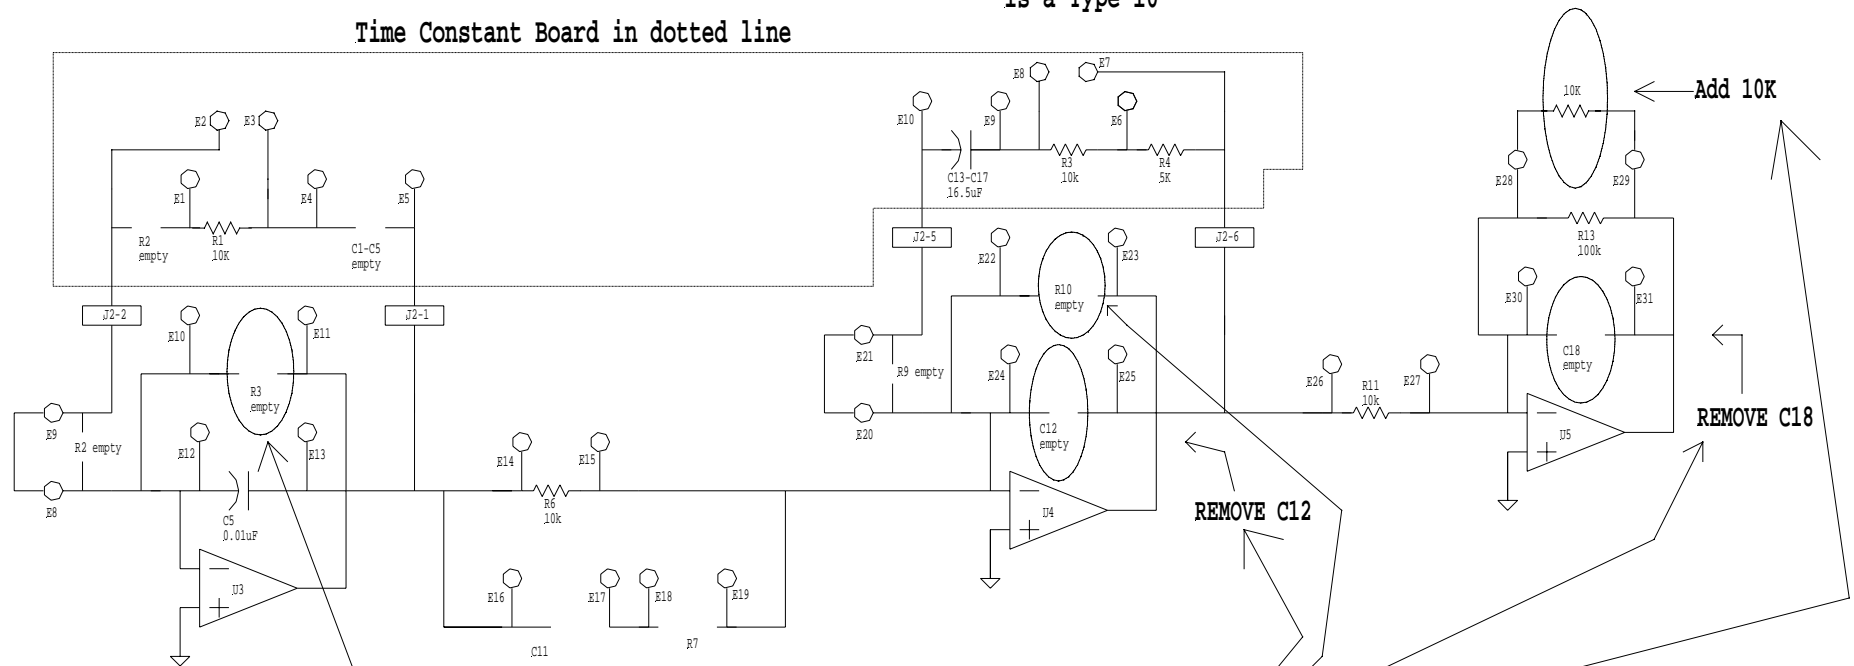 is a Type 10
Time Constant Board in dotted line
E7
E8
10K
Add 10K
E10
E9
E6
E2
E3
R3
10k
R4
5K
C13-C17
16.5uF
E28
E29
E1
E4
E5
R2
empty
R1
10K
C1-C5
empty
J2-5
J2-6
R13
100k
E22
E23
R10
empty
E30
E31
J2-2
J2-1
E10
E11
E21
R9 empty
E24
E25
C18
empty
E26
R11
10k
E27
R3
empty
E9
E20
C12
empty
REMOVE C18
U5
R2 empty
E12
E13
E14
E15
E8
C5
0.01uF
R6
10k
U4
REMOVE C12
U3
E16
E17
E18
E19
C11
R7